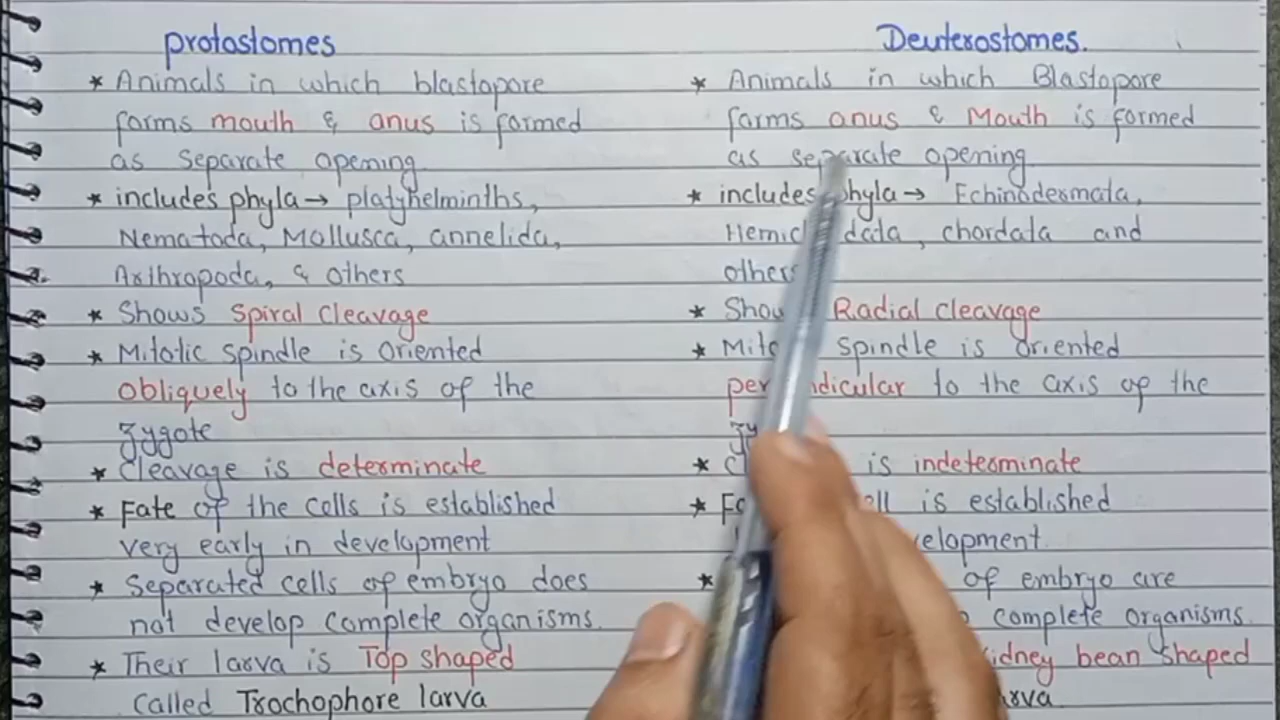 protostomes
* Animals in which blastopore
forms mouth & anus is formed
as separate opening
* includes phyla → platyhelminths,
Nematoda, Mollusca, annelida,
Arthropoda, & others
* Shows Spiral Cleavage
* Mitotic spindle is oriented
obliquely to the axis of the
Zygote
* Cleavage is determinate
* Fate of the cells is established
very early in development
* Separated cells of embryo does
not develop complete organisms.
* Their larva is Top shaped
called Trochophore larva
Deuterostomes.
* Animals in which Blastopore
forms anus & Mouth is formed
as separate opening
* includes phyla → Echinodermata,
chordata and
others
* Radial Cleavage
* spindle is oriented
to the axis of the
* is indeterminate
* is established
* of embryo are
complete organisms.
bean shaped